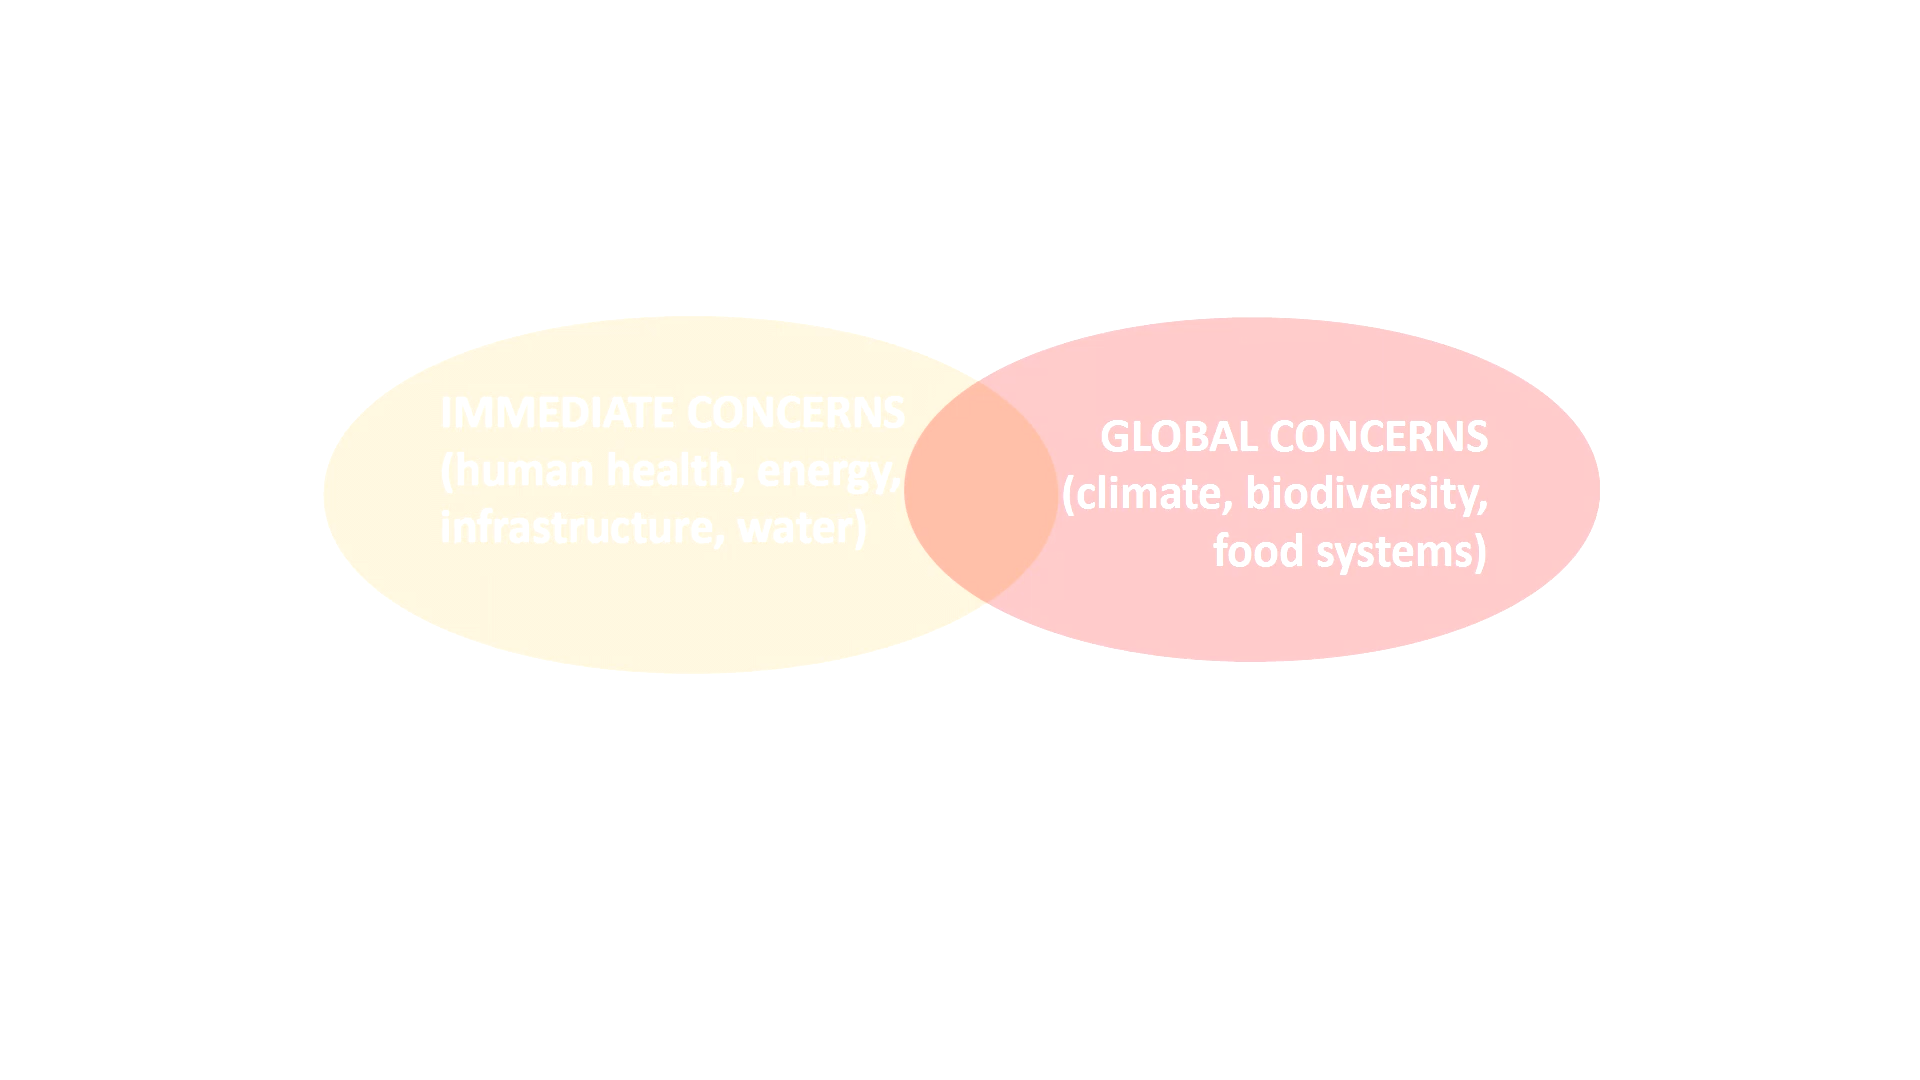 IMMEDIATE CONCERNS
(human health, energy,
infrastructure, water)
GLOBAL CONCERNS
(climate, biodiversity,
food systems)